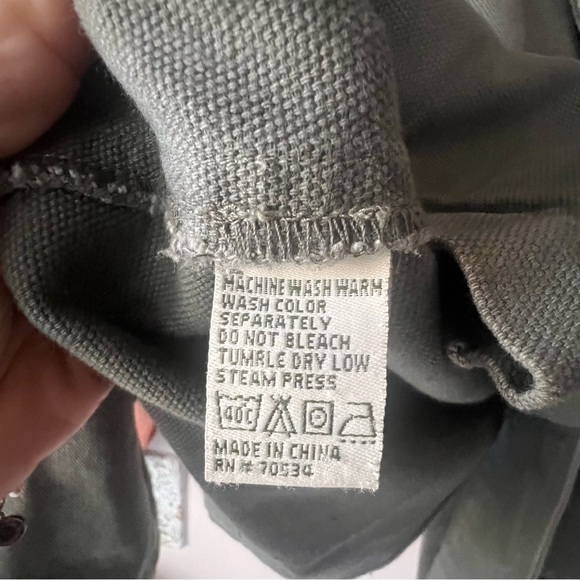 MACHINE WASH WARM
WASH COLOR
SEPARATELY
DO NOT BLEACH
TUMBLE DRY LOW
STEAM PRESS
40C
MADE IN CHINA
RN # 70534